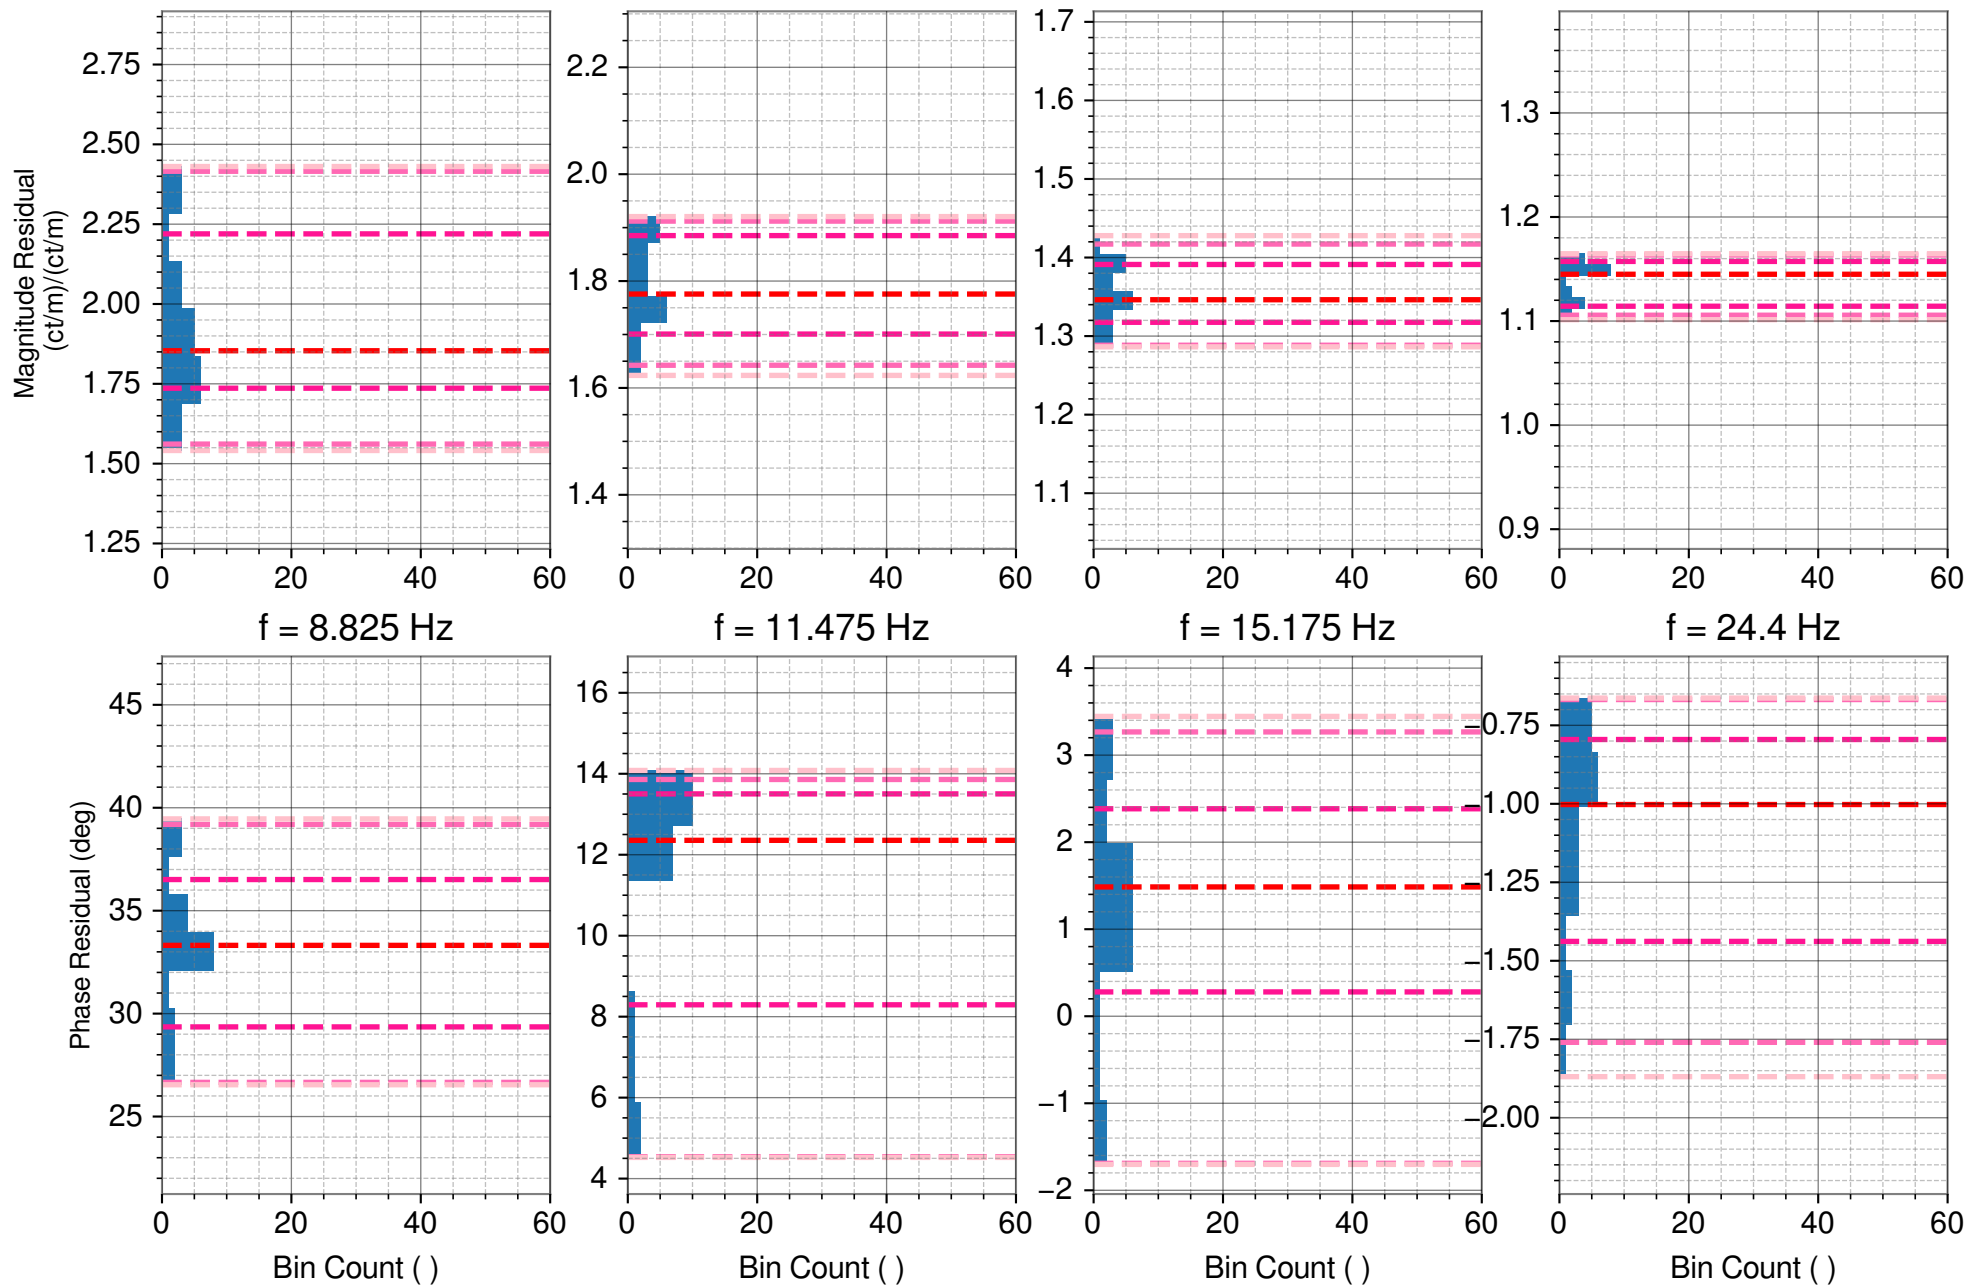 Magnitude Residual
(ct/m)/(ct/m)
2.75
2.50
2.25
2.00
1.75
1.50
1.25
0 20 40 60
2.2
2.0
1.8
1.6
1.4
0 20 40 60
1.7
1.6
1.5
1.4
1.3
1.2
1.1
0 20 40 60
1.3
1.2
1.1
1.0
0.9
0 20 40 60
f = 8.825 Hz
f = 11.475 Hz
f = 15.175 Hz
f = 24.4 Hz
Phase Residual (deg)
45
40
35
30
25
0 20 40 60
Bin Count ( )
16
14
12
10
8
6
4
0 20 40 60
Bin Count ( )
4
3
2
1
0
−1
−2
0 20 40 60
Bin Count ( )
−0.75
−1.00
−1.25
−1.50
−1.75
−2.00
0 20 40 60
Bin Count ( )